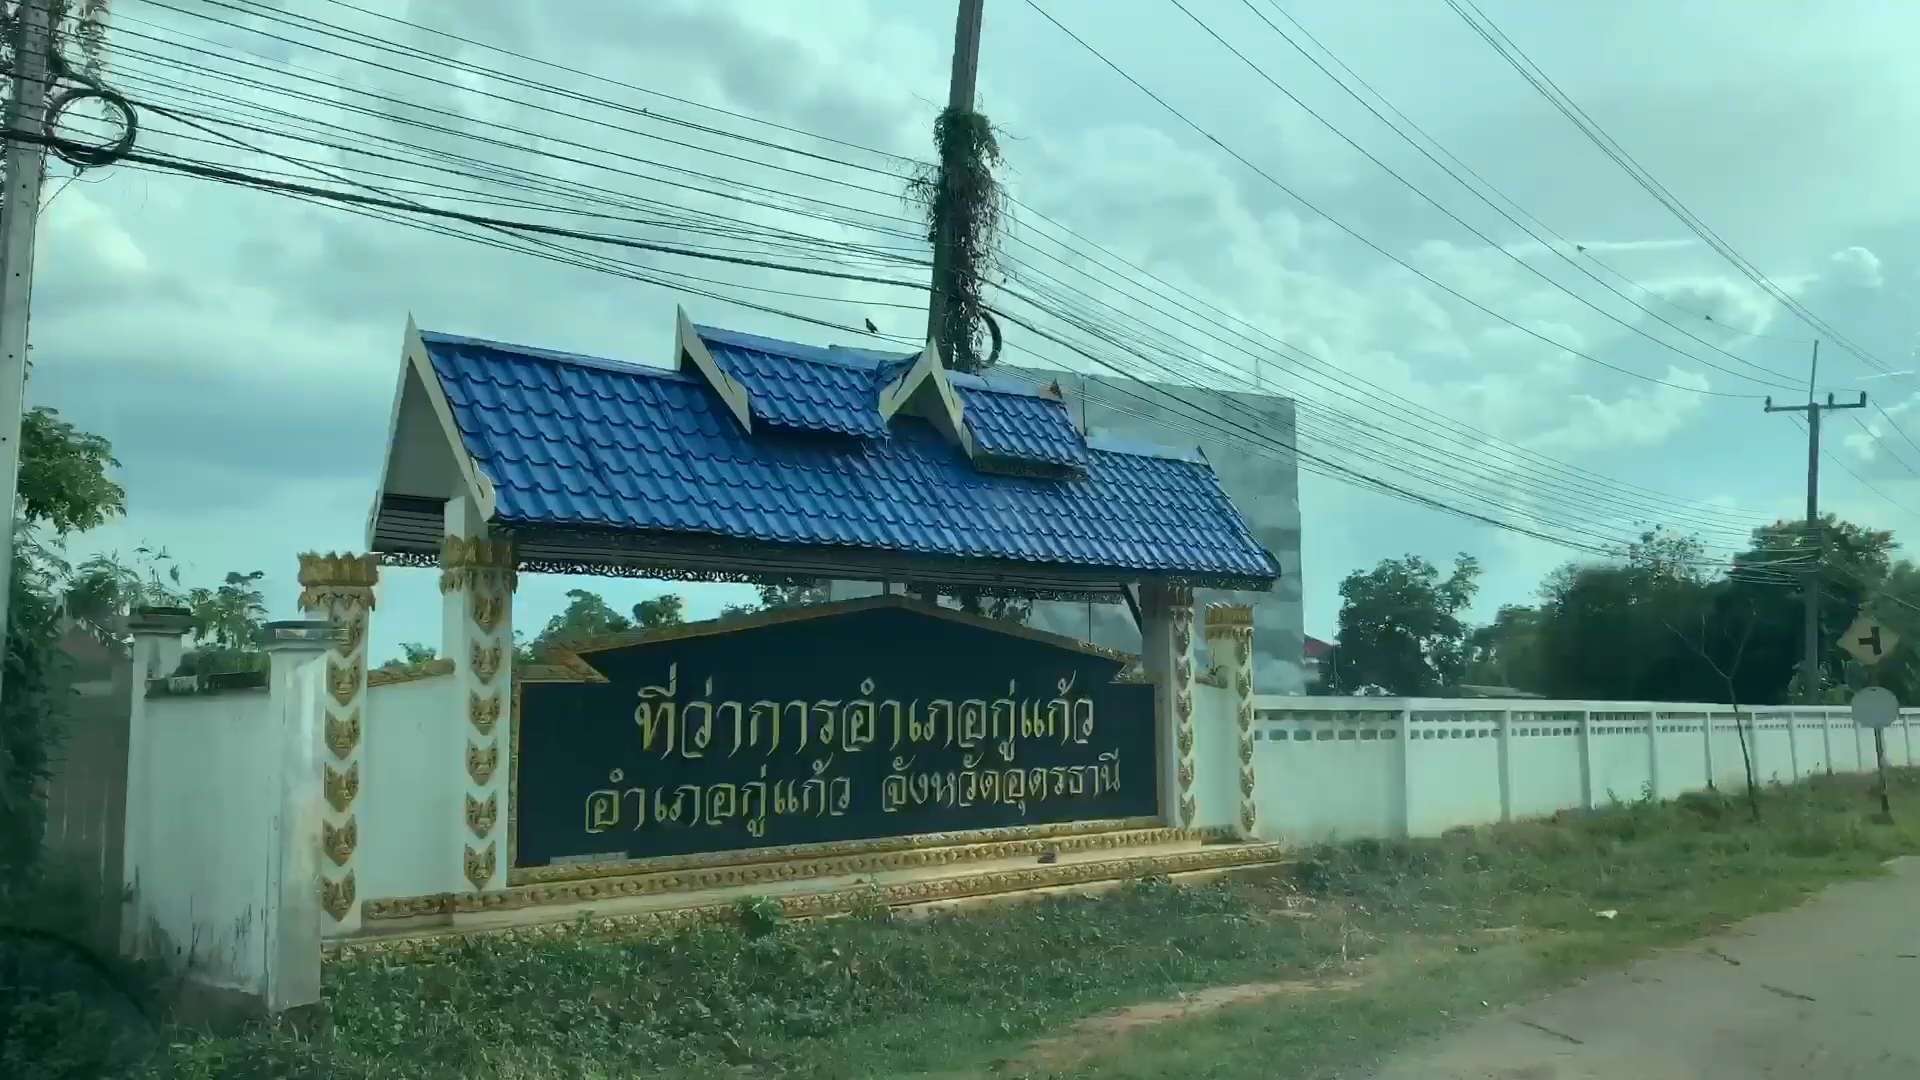 ที่ว่าการอำเภอกู่แก้ว
อำเภอกู่แก้ว จังหวัดอุดรธานี